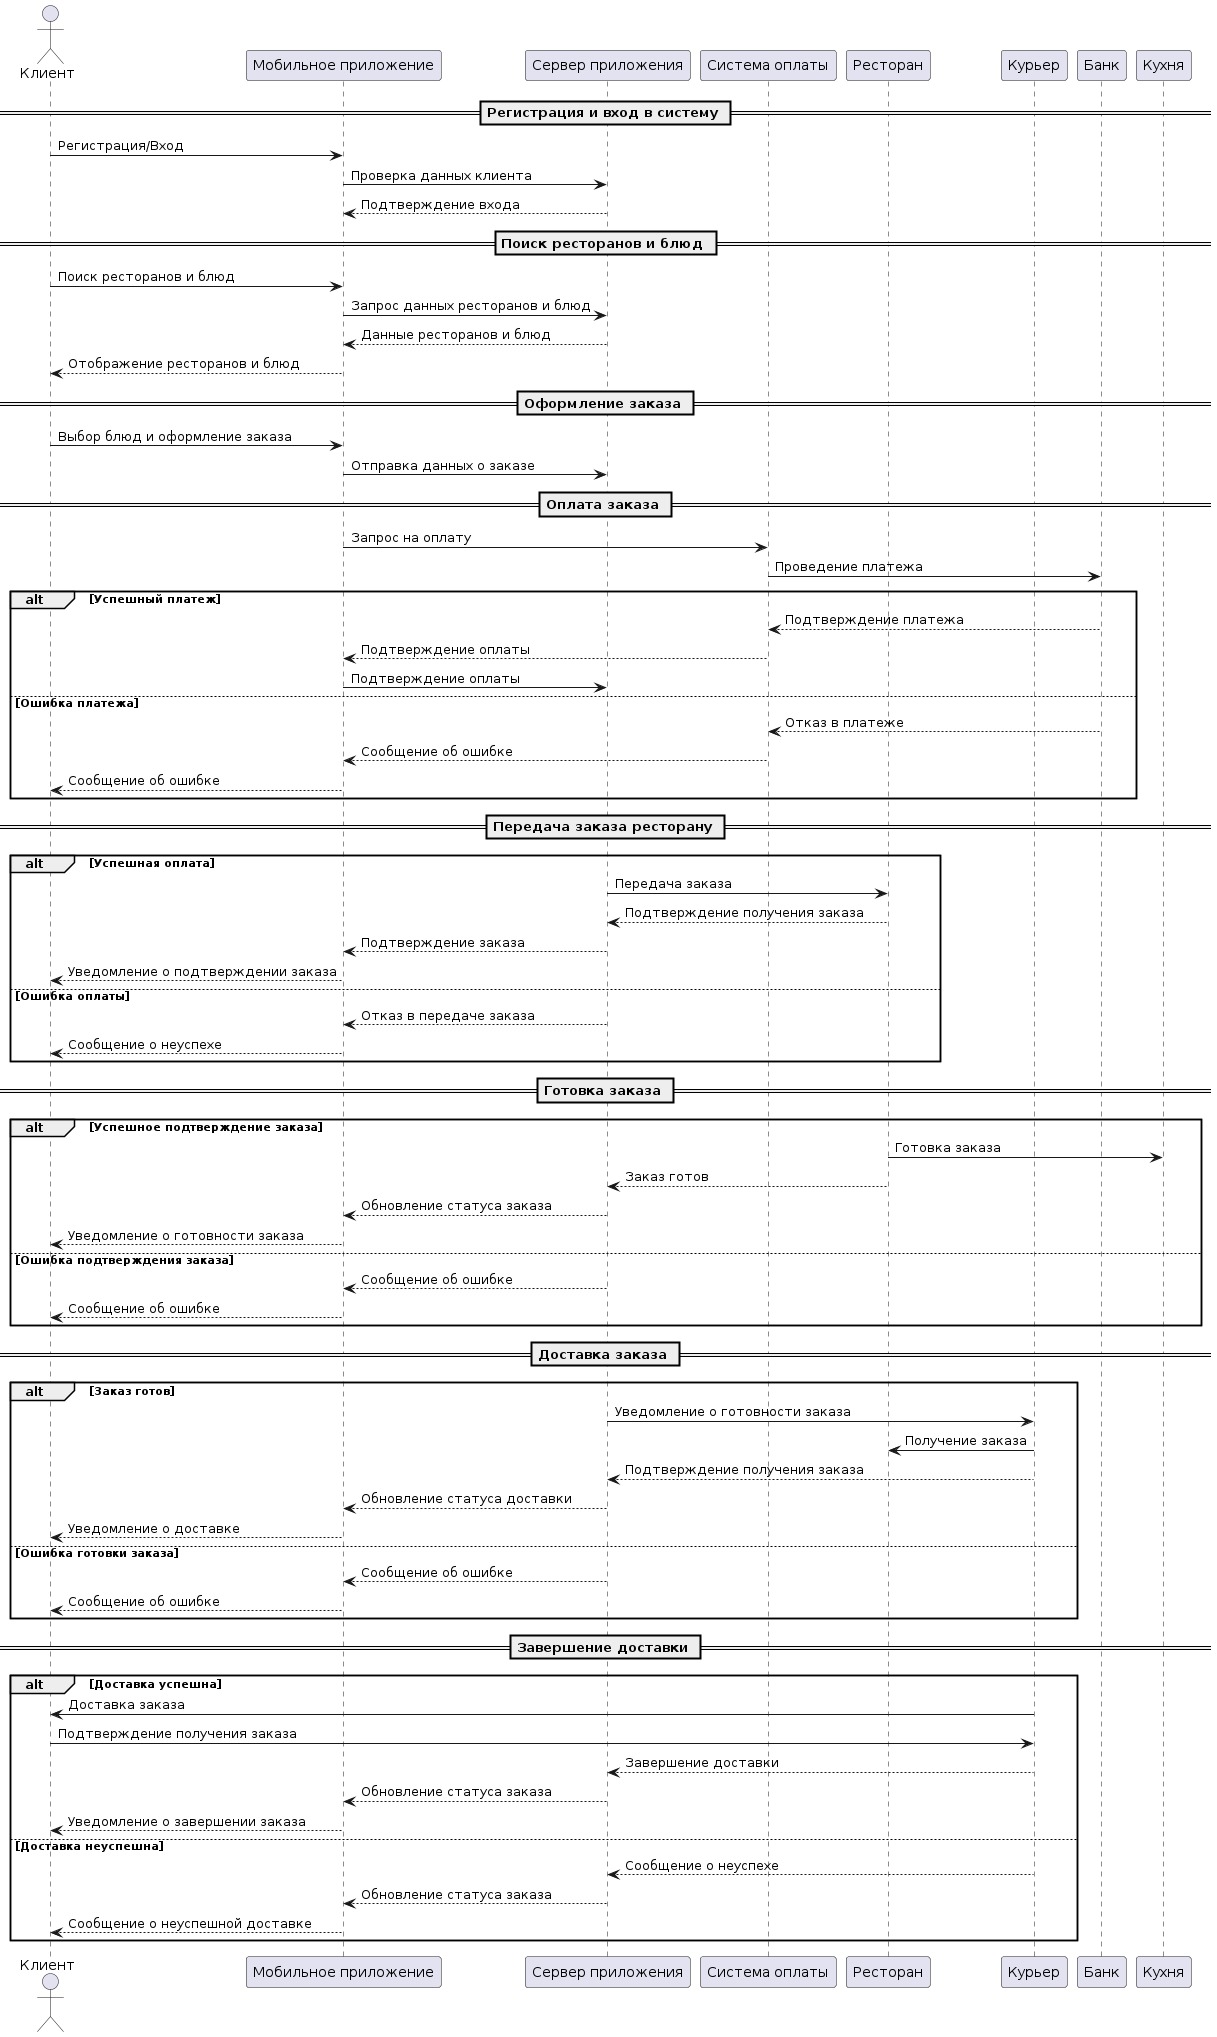 Клиент
Мобильное приложение
Сервер приложения
Система оплаты
Ресторан
Курьер
Банк
Кухня
Регистрация и вход в систему
Регистрация/Вход
Проверка данных клиента
Подтверждение входа
Поиск ресторанов и блюд
Поиск ресторанов и блюд
Запрос данных ресторанов и блюд
Данные ресторанов и блюд
Отображение ресторанов и блюд
Оформление заказа
Выбор блюд и оформление заказа
Отправка данных о заказе
Оплата заказа
Запрос на оплату
Проведение платежа
alt
[Успешный платеж]
Подтверждение платежа
Подтверждение оплаты
Подтверждение оплаты
[Ошибка платежа]
Отказ в платеже
Сообщение об ошибке
Сообщение об ошибке
Передача заказа ресторану
alt
[Успешная оплата]
Передача заказа
Подтверждение получения заказа
Подтверждение заказа
Уведомление о подтверждении заказа
[Ошибка оплаты]
Отказ в передаче заказа
Сообщение о неуспехе
Готовка заказа
alt
[Успешное подтверждение заказа]
Готовка заказа
Заказ готов
Обновление статуса заказа
Уведомление о готовности заказа
[Ошибка подтверждения заказа]
Сообщение об ошибке
Сообщение об ошибке
Доставка заказа
alt
[Заказ готов]
Уведомление о готовности заказа
Получение заказа
Подтверждение получения заказа
Обновление статуса доставки
Уведомление о доставке
[Ошибка готовки заказа]
Сообщение об ошибке
Сообщение об ошибке
Завершение доставки
alt
[Доставка успешна]
Доставка заказа
Подтверждение получения заказа
Завершение доставки
Обновление статуса заказа
Уведомление о завершении заказа
[Доставка неуспешна]
Сообщение о неуспехе
Обновление статуса заказа
Сообщение о неуспешной доставке
Клиент
Мобильное приложение
Сервер приложения
Система оплаты
Ресторан
Курьер
Банк
Кухня